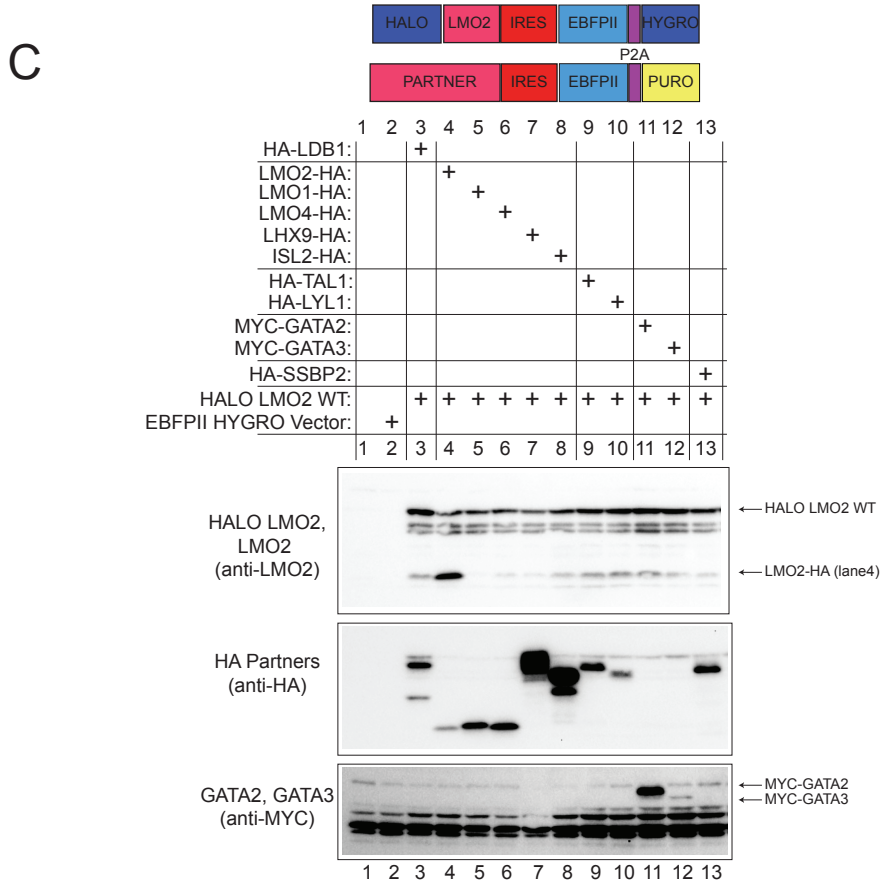 C
HALO LMO2 IRES EBFPII HYGRO
P2A
PARTNER IRES EBFPII PURO
1 2 3 4 5 6 7 8 9 10 11 12 13
HA-LDB1: +
LMO2-HA: +
LMO1-HA: +
LMO4-HA: +
LHX9-HA: +
ISL2-HA: +
HA-TAL1: +
HA-LYL1: +
MYC-GATA2: +
MYC-GATA3: +
HA-SSBP2: +
HALO LMO2 WT: + + + + + + + + + + +
EBFPII HYGRO Vector: +
1 2 3 4 5 6 7 8 9 10 11 12 13
HALO LMO2,
LMO2
(anti-LMO2)
←HALO LMO2 WT
←LMO2-HA (lane4)
HA Partners
(anti-HA)
GATA2, GATA3
(anti-MYC)
←MYC-GATA2
←MYC-GATA3
1 2 3 4 5 6 7 8 9 10 11 12 13